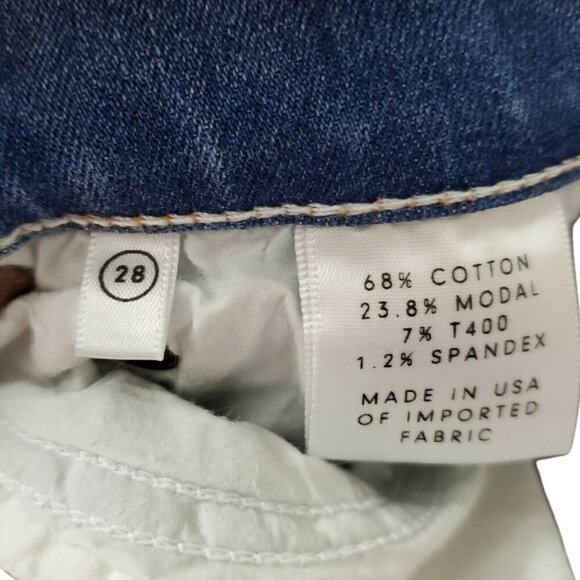 28
68% COTTON
23.8% MODAL
7% T400
1.2% SPANDEX
MADE IN USA
OF IMPORTED
FABRIC